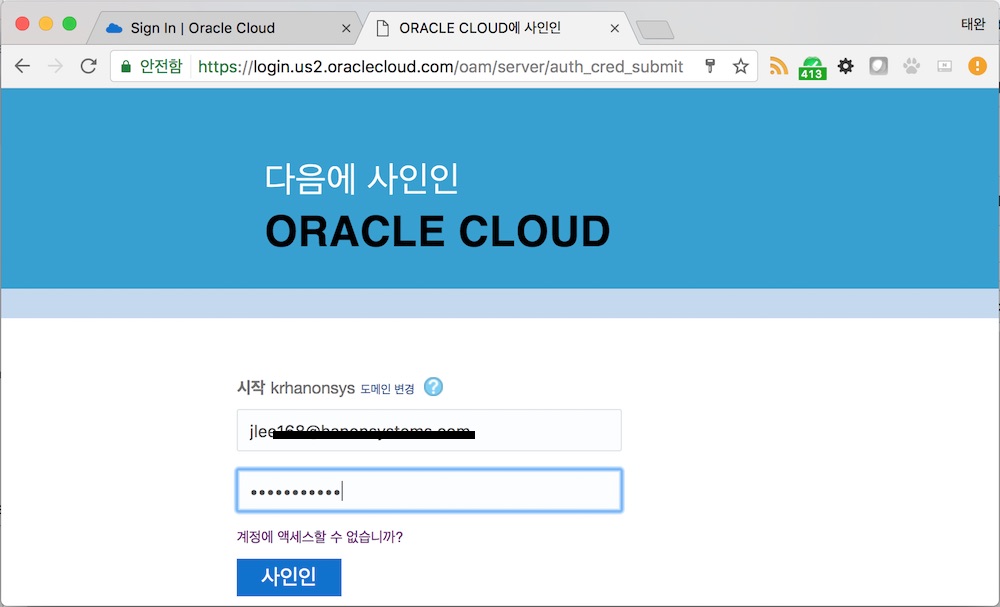 Sign In | Oracle Cloud
ORACLE CLOUD에 사인인
태완
안전함 https://login.us2.oraclecloud.com/oam/server/auth_cred_submit
413
다음에 사인인
ORACLE CLOUD
시작 krhanonsys 도메인 변경 ?
계정에 액세스할 수 없습니까?
사인인